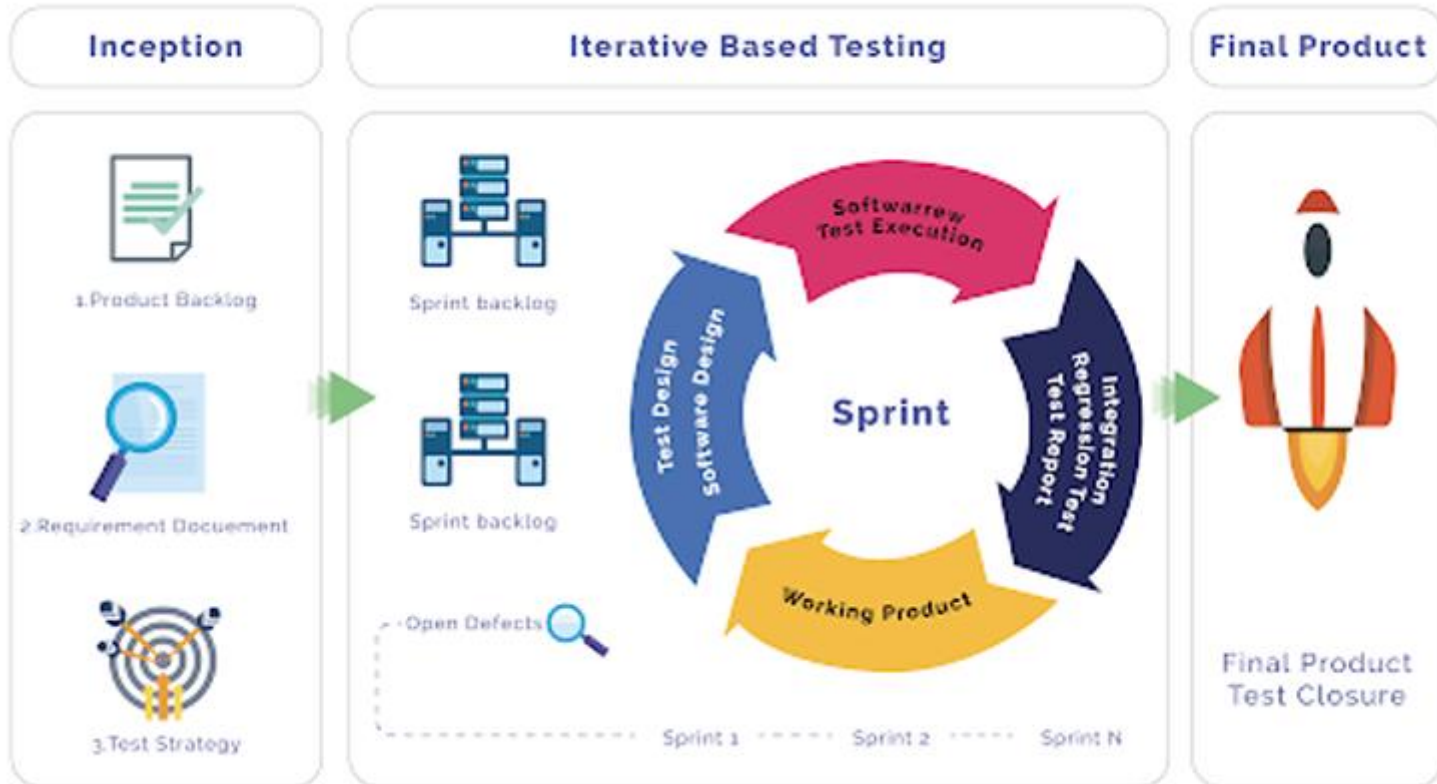 Inception
Iterative Based Testing
Final Product
1.Product Backlog
2.Requirement Docuement
3.Test Strategy
Sprint backlog
Sprint backlog
Open Defects
Softwarrew
Test Execution
Integration
Regression Test
Test Report
Working Product
Test Design
Software Design
Sprint
Sprint 1
Sprint 2
Sprint N
Final Product
Test Closure